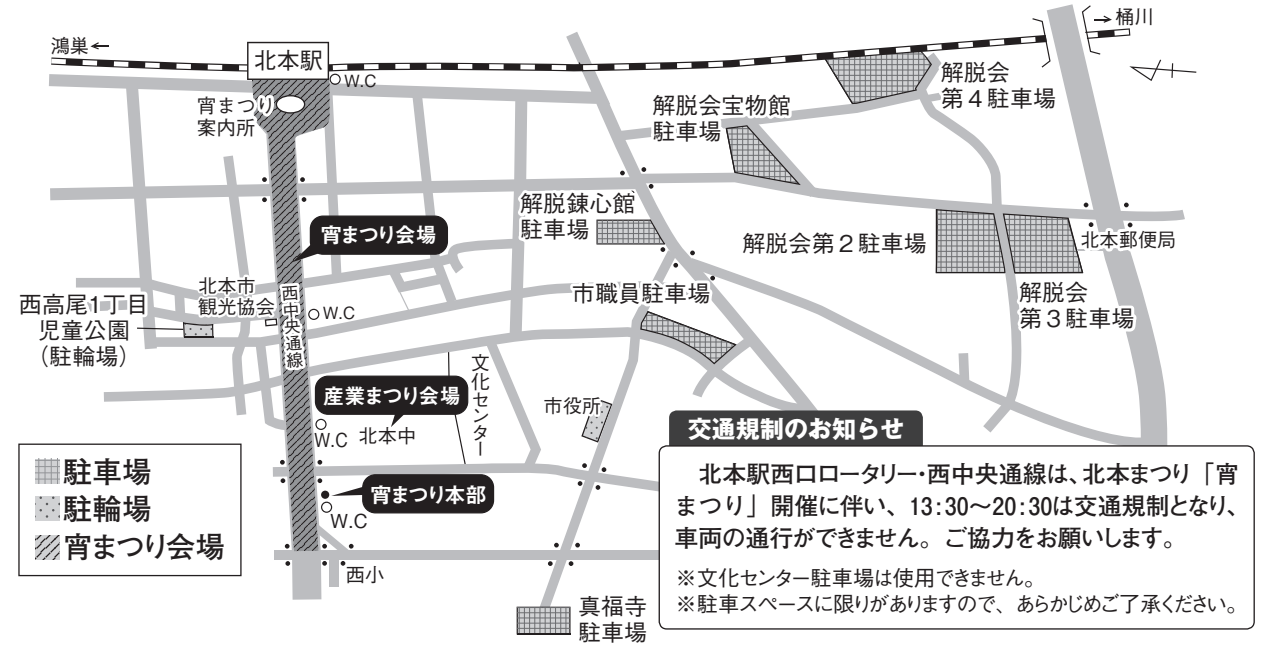 鴻巣←
→桶川
北本駅
W.C
宵まつり
案内所
解脱会
第4駐車場
解脱会宝物館
駐車場
解脱錬心館
駐車場
宵まつり会場
解脱会第2駐車場
北本郵便局
解脱会
第3駐車場
北本市
観光協会
西中央通線
W.C
市職員駐車場
西高尾1丁目
児童公園
（駐輪場）
産業まつり会場
文化センター
W.C
北本中
市役所
宵まつり本部
W.C
西小
真福寺
駐車場
駐車場
駐輪場
宵まつり会場
交通規制のお知らせ
北本駅西口ロータリー・西中央通線は、北本まつり「宵
まつり」開催に伴い、13:30～20:30は交通規制となり、
車両の通行ができません。ご協力をお願いします。
※文化センター駐車場は使用できません。
※駐車スペースに限りがありますので、あらかじめご了承ください。